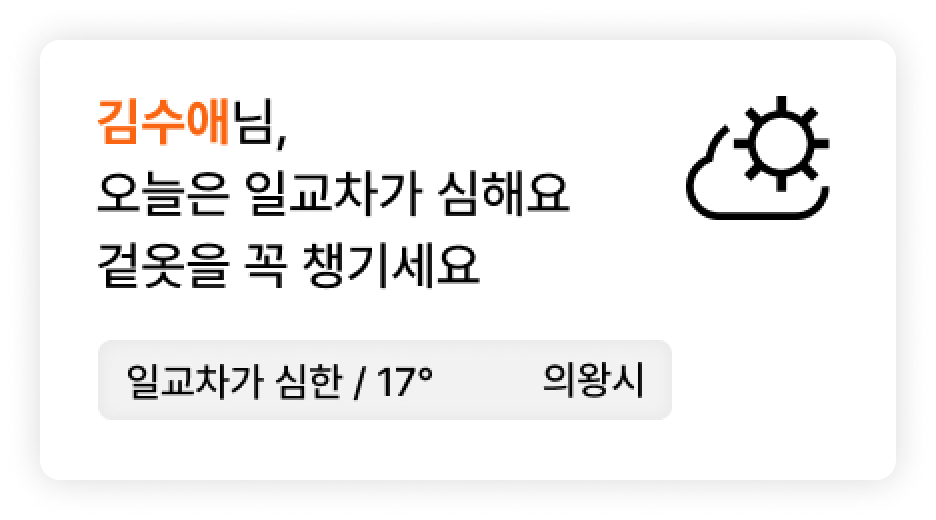 김수애님,
오늘은 일교차가 심해요
겉옷을 꼭 챙기세요
일교차가 심한 / 17° 의왕시